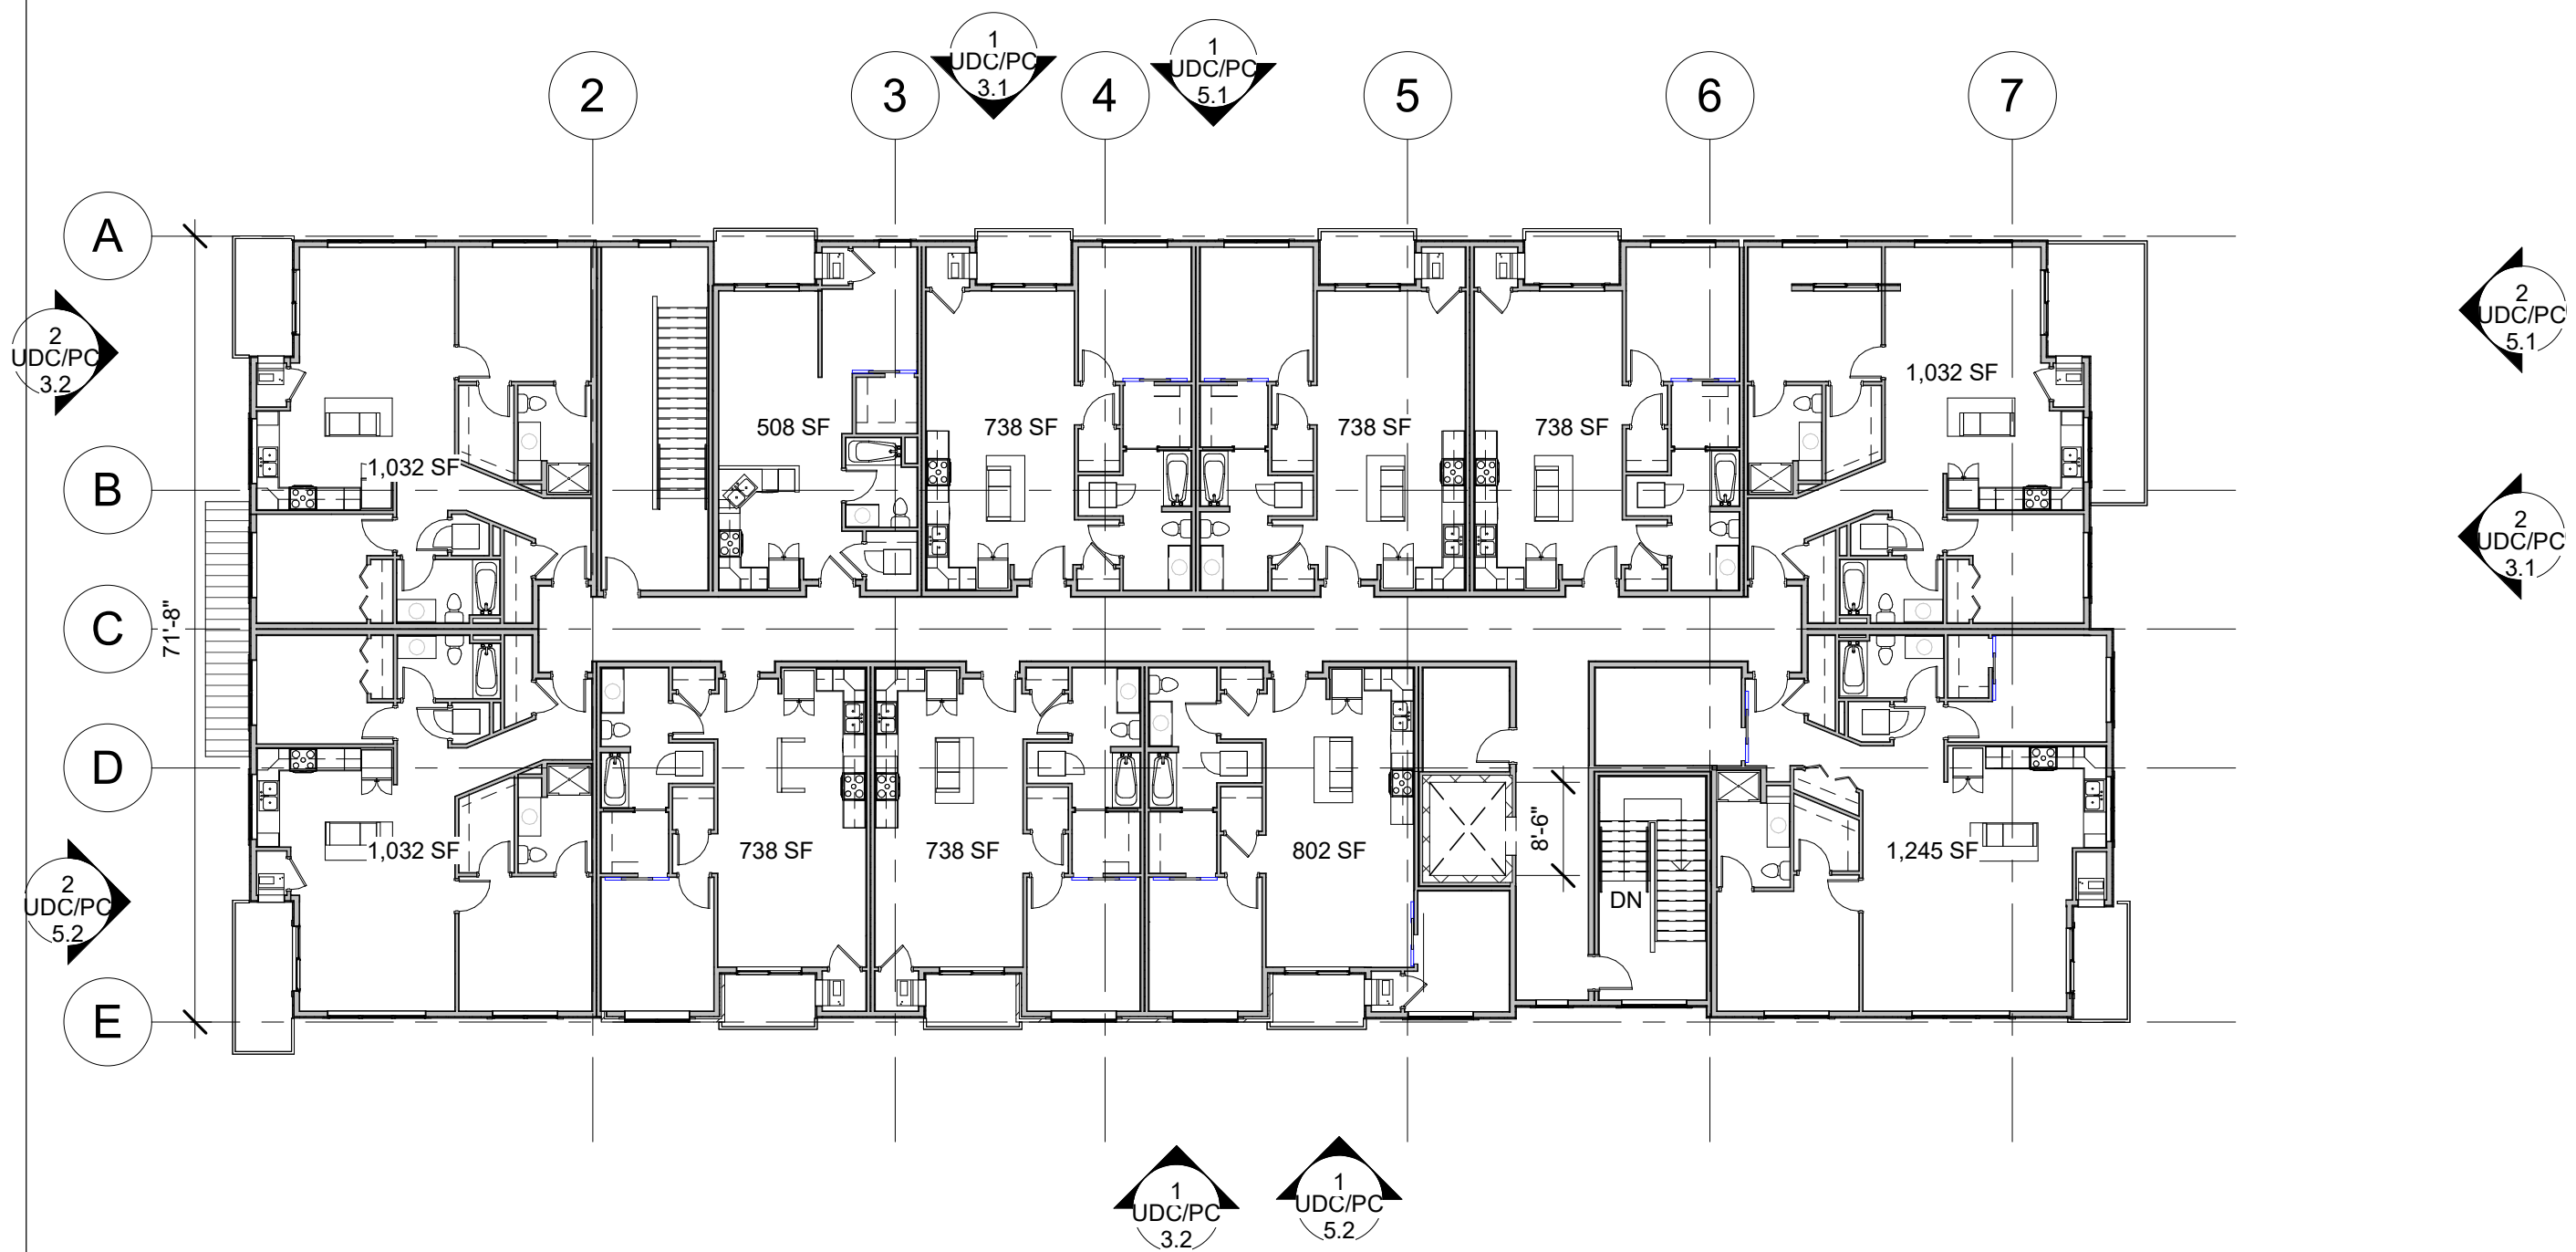 1
UDC/PC
3.1
1
UDC/PC
5.1
2
3
4
5
6
7
A
2
UDC/PC
3.2
2
UDC/PC
5.1
1,032 SF
508 SF
738 SF
738 SF
738 SF
1,032 SF
B
2
UDC/PC
3.1
C
71'-8"
D
1,032 SF
738 SF
738 SF
802 SF
8'-6"
DN
1,245 SF
2
UDC/PC
5.2
E
1
UDC/PC
3.2
1
UDC/PC
5.2